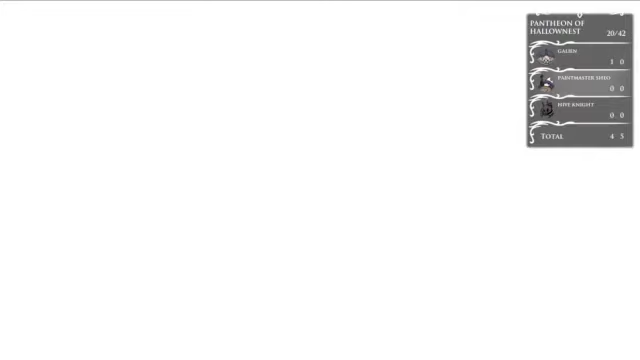 PANTHEON OF
HALLOWNEST 20/42
GALIEN
1 0
PAINTMASTER SHEO
0 0
HIVE KNIGHT
0 0
TOTAL 4 5